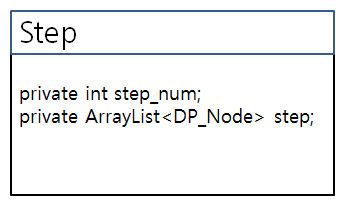 Step
private int step_num;
private ArrayList<DP_Node> step;